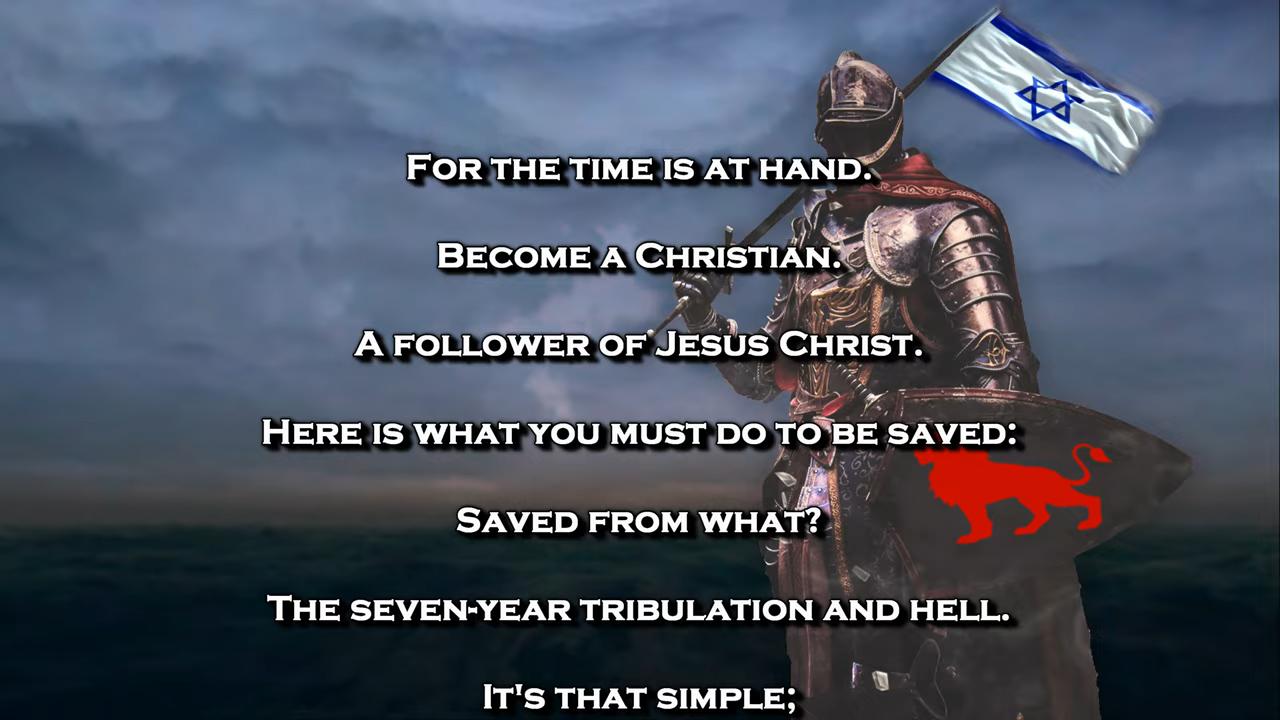 For the time is at hand.
Become a Christian.
A follower of Jesus Christ.
Here is what you must do to be saved:
Saved from what?
The seven-year tribulation and hell.
It's that simple;